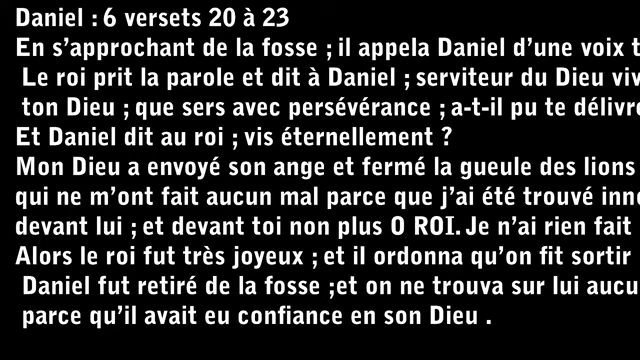 Daniel : 6 versets 20 à 23
En s’approchant de la fosse ; il appela Daniel d’une voix
Le roi prit la parole et dit à Daniel ; serviteur du Dieu
ton Dieu ; que sers avec persévérance ; a-t-il pu te
Et Daniel dit au roi ; vis éternellement ?
Mon Dieu a envoyé son ange et fermé la gueule des lions
qui ne m’ont fait aucun mal parce que j’ai été trouvé
devant lui ; et devant toi non plus O ROI. Je n’ai rien fait
Alors le roi fut très joyeux ; et il ordonna qu’on fit sortir
Daniel fut retiré de la fosse ;et on ne trouva sur lui
parce qu’il avait eu confiance en son Dieu .